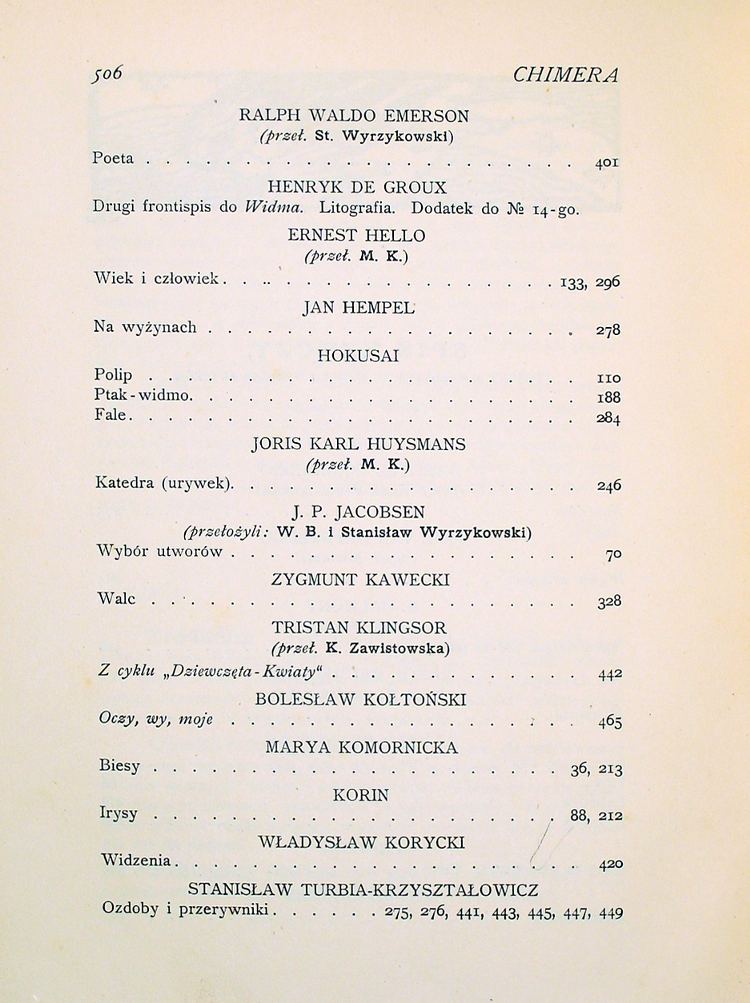 506 CHIMERA
RALPH WALDO EMERSON
(przeł. St. Wyrzykowski)
Poeta . . . . . . . . . . . . . . . . . . . . . . 401
HENRYK DE GROUX
Drugi frontispis do Widma. Litografia. Dodatek do № 14-go.
ERNEST HELLO
(przeł. M. K.)
Wiek i człowiek . . . . . . . . . . . . . . . . . 133, 296
JAN HEMPEL
Na wyżynach . . . . . . . . . . . . . . . . . . . 278
HOKUSAI
Polip . . . . . . . . . . . . . . . . . . . . . . 110
Ptak-widmo . . . . . . . . . . . . . . . . . . . . 188
Fale . . . . . . . . . . . . . . . . . . . . . . . 284
JORIS KARL HUYSMANS
(przeł. M. K.)
Katedra (urywek) . . . . . . . . . . . . . . . . . 246
J. P. JACOBSEN
(przełożyli: W. B. i Stanisław Wyrzykowski)
Wybór utworów . . . . . . . . . . . . . . . . . . 70
ZYGMUNT KAWECKI
Walc . . . . . . . . . . . . . . . . . . . . . . 328
TRISTAN KLINGSOR
(przeł. K. Zawistowska)
Z cyklu „Dziewczęta-Kwiaty“ . . . . . . . . . . . 442
BOLESŁAW KOŁTOŃSKI
Oczy, wy, moje . . . . . . . . . . . . . . . . . . 465
MARYA KOMORNICKA
Biesy . . . . . . . . . . . . . . . . . . . . . 36, 213
KORIN
Irysy . . . . . . . . . . . . . . . . . . . . . 88, 212
WŁADYSŁAW KORYCKI
Widzenia . . . . . . . . . . . . . . . . . . . . . 420
STANISŁAW TURBIA-KRZYSZTAŁOWICZ
Ozdoby i przerywniki . . . . . . 275, 276, 441, 443, 445, 447, 449